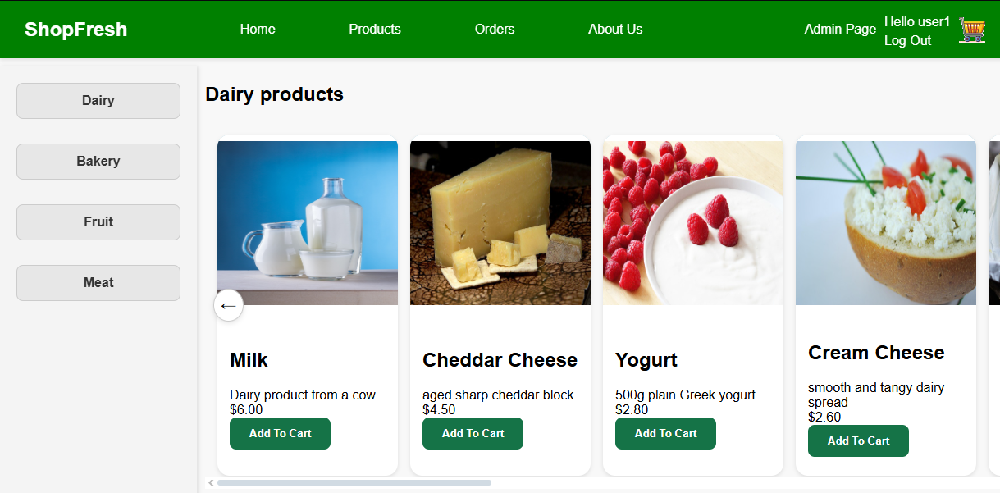 ShopFresh
Home
Products
Orders
About Us
Admin Page
Hello user1
Log Out
Dairy
Bakery
Fruit
Meat
Dairy products
←
Milk
Dairy product from a cow
$6.00
Add To Cart
Cheddar Cheese
aged sharp cheddar block
$4.50
Add To Cart
Yogurt
500g plain Greek yogurt
$2.80
Add To Cart
Cream Cheese
smooth and tangy dairy
spread
$2.60
Add To Cart